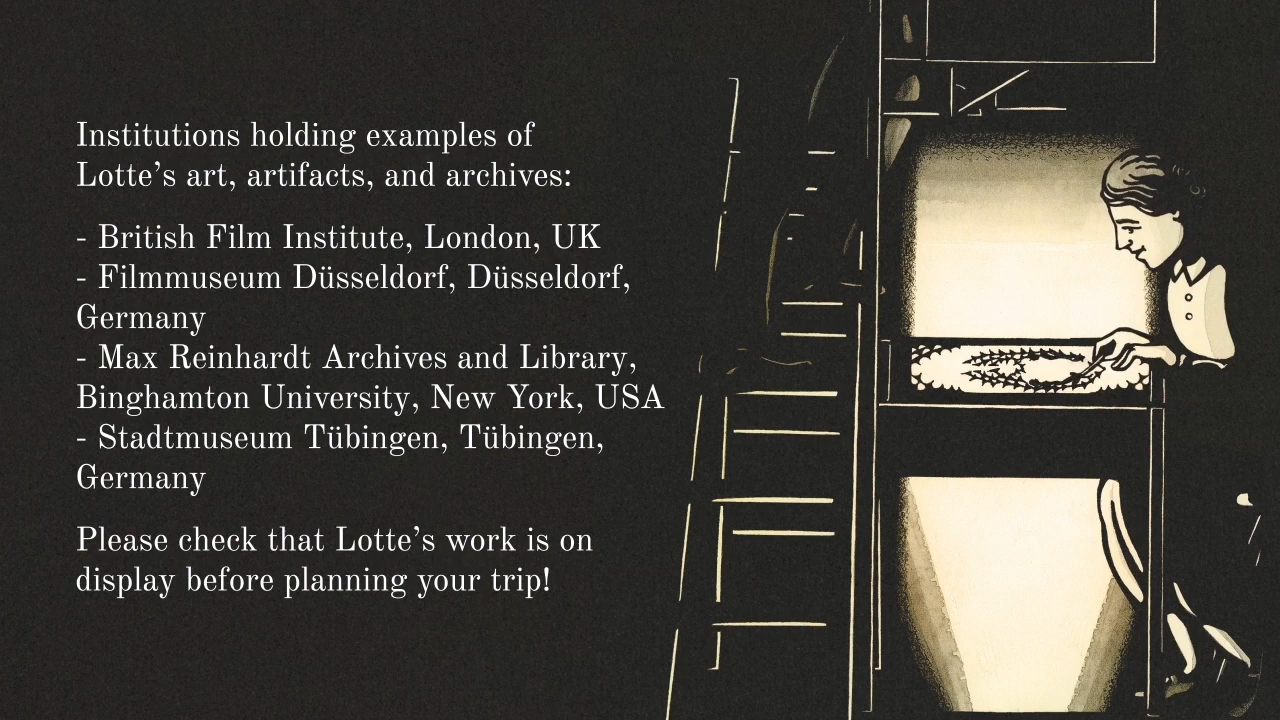 Institutions holding examples of
Lotte’s art, artifacts, and archives:
- British Film Institute, London, UK
- Filmmuseum Düsseldorf, Düsseldorf,
Germany
- Max Reinhardt Archives and Library,
Binghamton University, New York, USA
- Stadtmuseum Tübingen, Tübingen,
Germany
Please check that Lotte’s work is on
display before planning your trip!